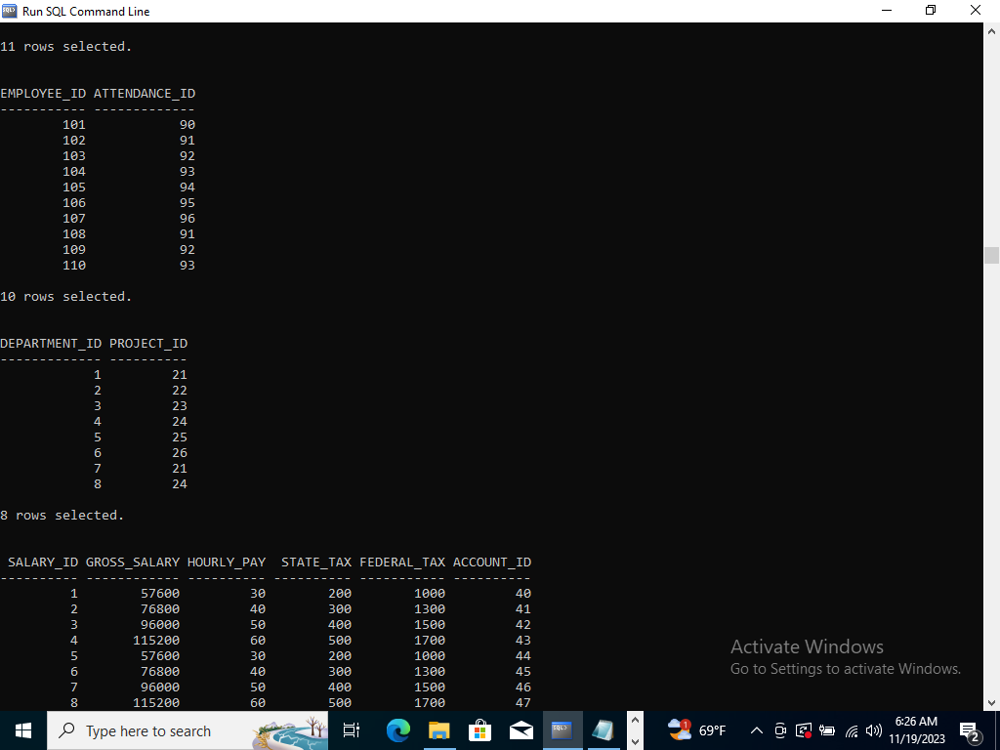 Run SQL Command Line
11 rows selected.
EMPLOYEE_ID ATTENDANCE_ID
----------- -------------
        101            90
        102            91
        103            92
        104            93
        105            94
        106            95
        107            96
        108            91
        109            92
        110            93
10 rows selected.
DEPARTMENT_ID PROJECT_ID
------------- ----------
            1         21
            2         22
            3         23
            4         24
            5         25
            6         26
            7         21
            8         24
8 rows selected.
 SALARY_ID GROSS_SALARY HOURLY_PAY  STATE_TAX FEDERAL_TAX ACCOUNT_ID
---------- ------------ ---------- ---------- ----------- ----------
         1        57600         30        200        1000         40
         2        76800         40        300        1300         41
         3        96000         50        400        1500         42
         4       115200         60        500        1700         43
         5        57600         30        200        1000         44
         6        76800         40        300        1300         45
         7        96000         50        400        1500         46
         8       115200         60        500        1700         47
Activate Windows
Go to Settings to activate Windows.
Type here to search
SQL>
1
69°F
6:26 AM
11/19/2023
2